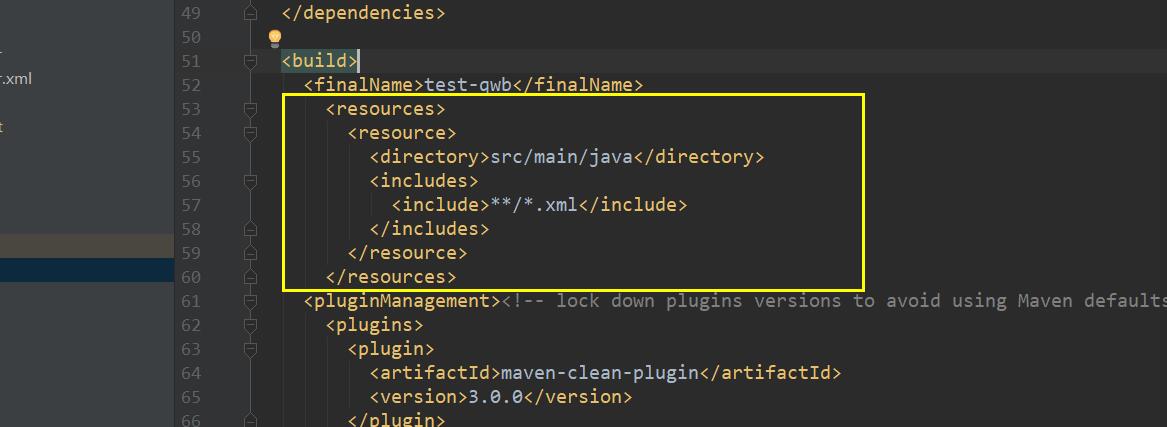 49 </dependencies>
50
51 <build>
.xml
52 <finalName>test-qwb</finalName>
53 <resources>
54 <resource>
55 <directory>src/main/java</directory>
56 <includes>
57 <include>**/*.xml</include>
58 </includes>
59 </resource>
60 </resources>
61 <pluginManagement><!-- lock down plugins versions to avoid using Maven defaults
62 <plugins>
63 <plugin>
64 <artifactId>maven-clean-plugin</artifactId>
65 <version>3.0.0</version>
66 </plugin>